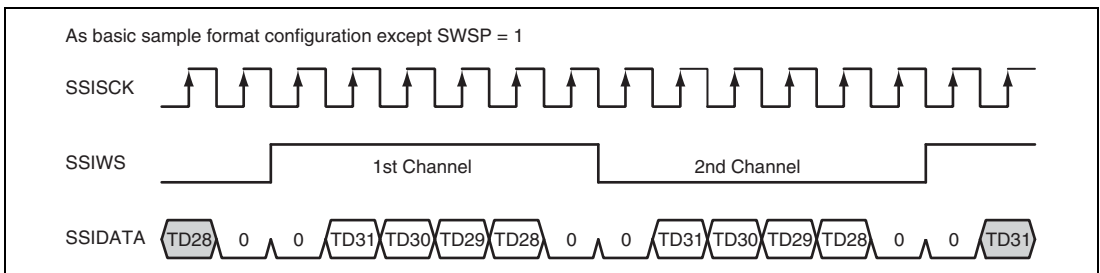 As basic sample format configuration except SWSP = 1
SSISCK
SSIWS 1st Channel 2nd Channel
SSIDATA TD28 0 0 TD31 TD30 TD29 TD28 0 0 TD31 TD30 TD29 TD28 0 0 TD31